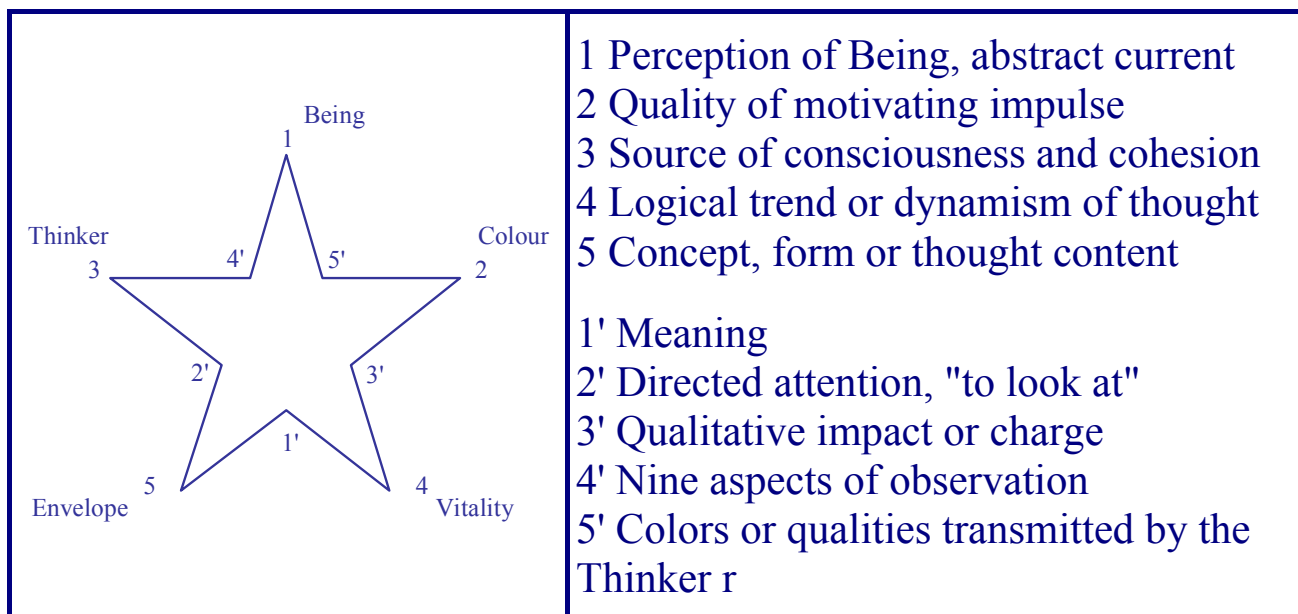 Being
1
Thinker
Colour
3
4'
5'
2
2'
3'
1'
5
4
Envelope
Vitality
1 Perception of Being, abstract current
2 Quality of motivating impulse
3 Source of consciousness and cohesion
4 Logical trend or dynamism of thought
5 Concept, form or thought content
1' Meaning
2' Directed attention, "to look at"
3' Qualitative impact or charge
4' Nine aspects of observation
5' Colors or qualities transmitted by the
Thinker r